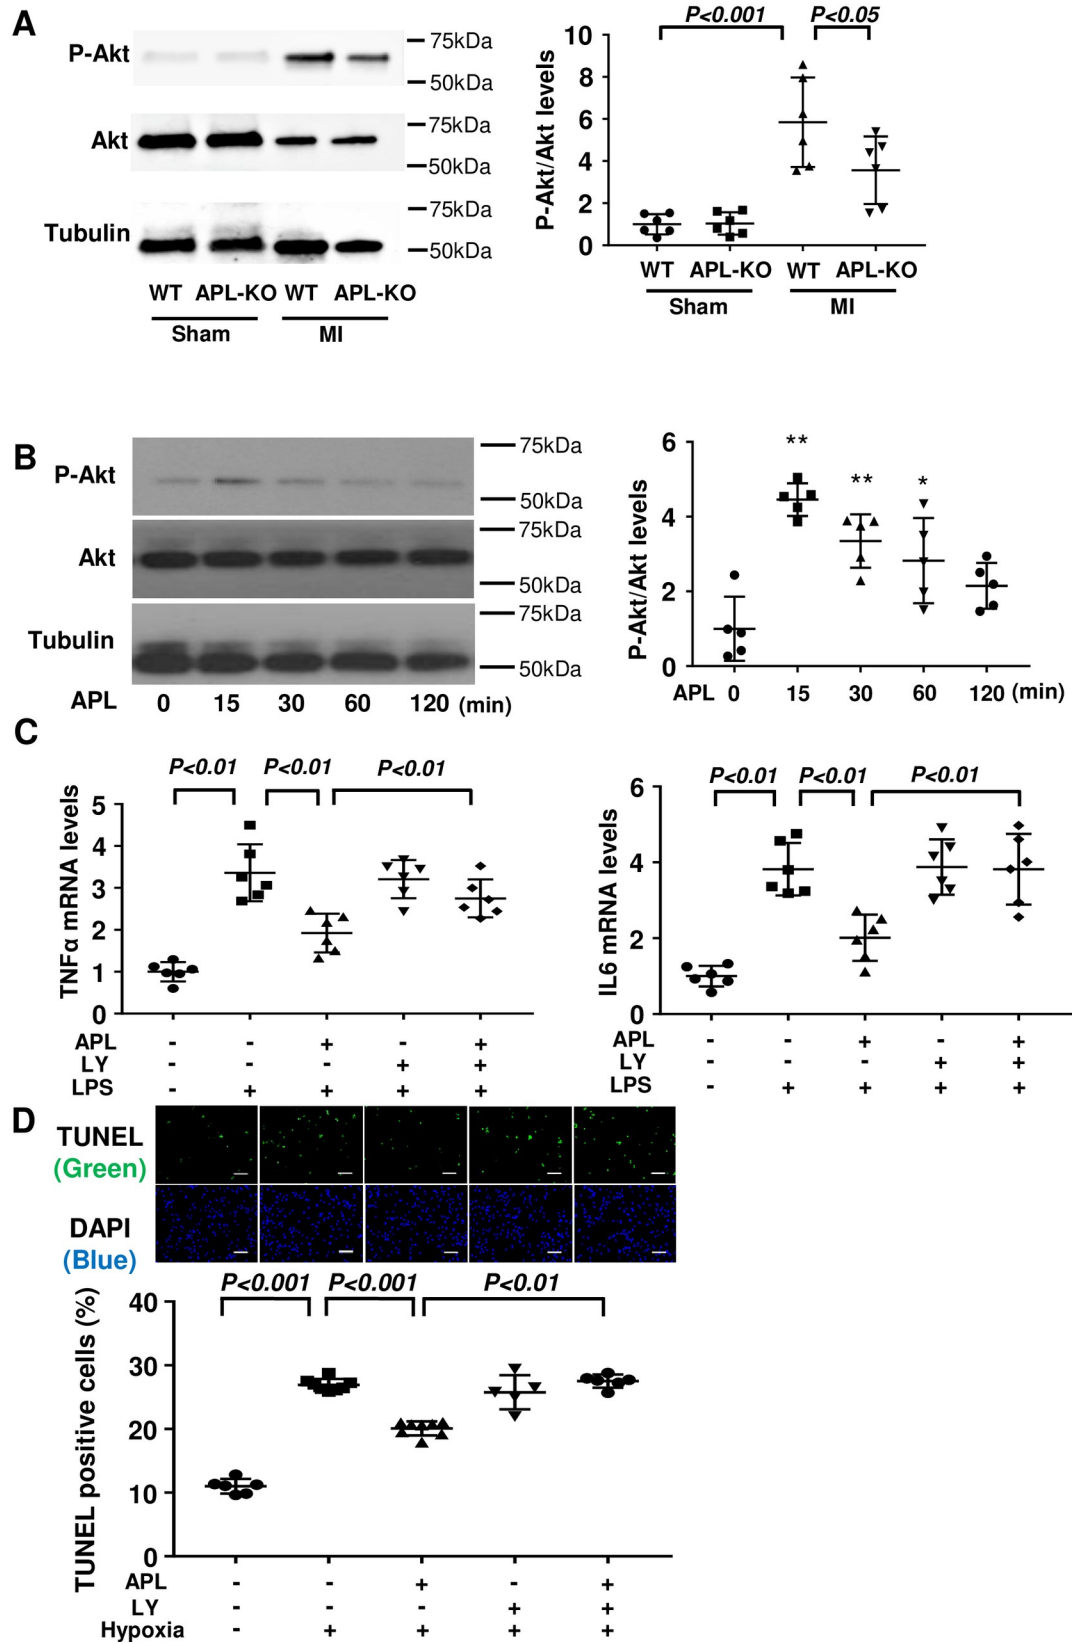 A
P-Akt
75kDa
50kDa
Akt
75kDa
50kDa
Tubulin
75kDa
50kDa
WT APL-KO WT APL-KO
Sham MI
P<0.001 P<0.05
P-Akt/Akt levels
10
8
6
4
2
0
WT APL-KO WT APL-KO
Sham MI
B
P-Akt
75kDa
50kDa
Akt
75kDa
50kDa
Tubulin
75kDa
50kDa
APL 0 15 30 60 120 (min)
P-Akt/Akt levels
6
4
2
0
** ** *
APL 0 15 30 60 120 (min)
C
P<0.01 P<0.01 P<0.01
TNFα mRNA levels
5
4
3
2
1
0
APL - - + - +
LY - - - + +
LPS - + + + +
P<0.01 P<0.01 P<0.01
IL6 mRNA levels
6
4
2
0
APL - - + - +
LY - - - + +
LPS - + + + +
D
TUNEL
(Green)
DAPI
(Blue)
P<0.001 P<0.001 P<0.01
TUNEL positive cells (%)
40
30
20
10
0
APL - - + - +
LY - - - + +
Hypoxia - + + + +